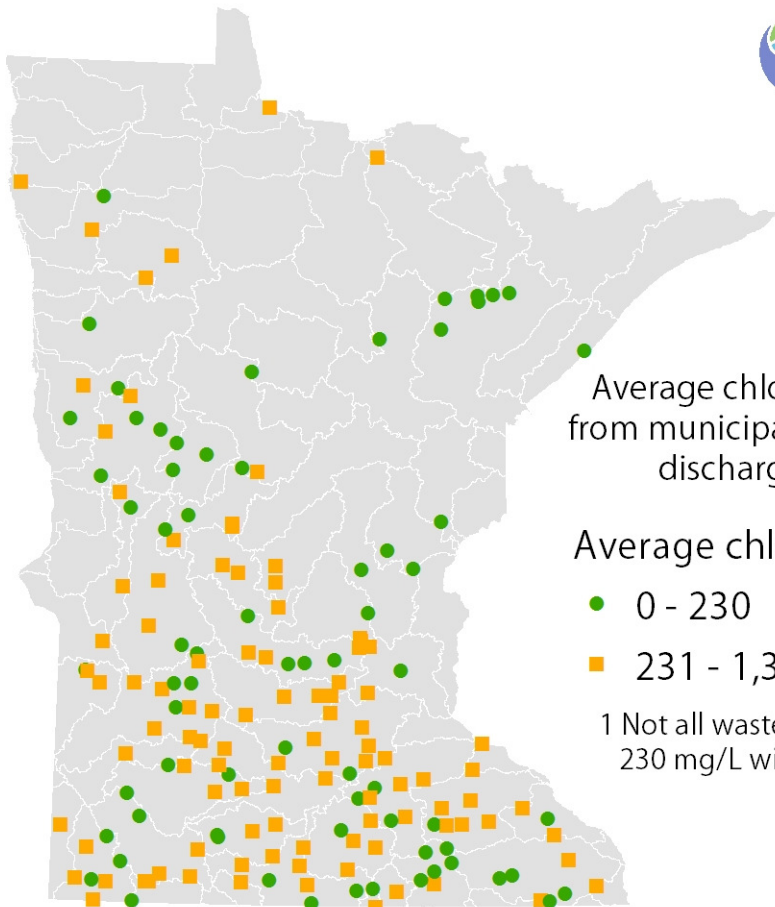 Average chlo
from municipa
discharg
Average chl
0 - 230
231 - 1,3
1 Not all waste
230 mg/L wi